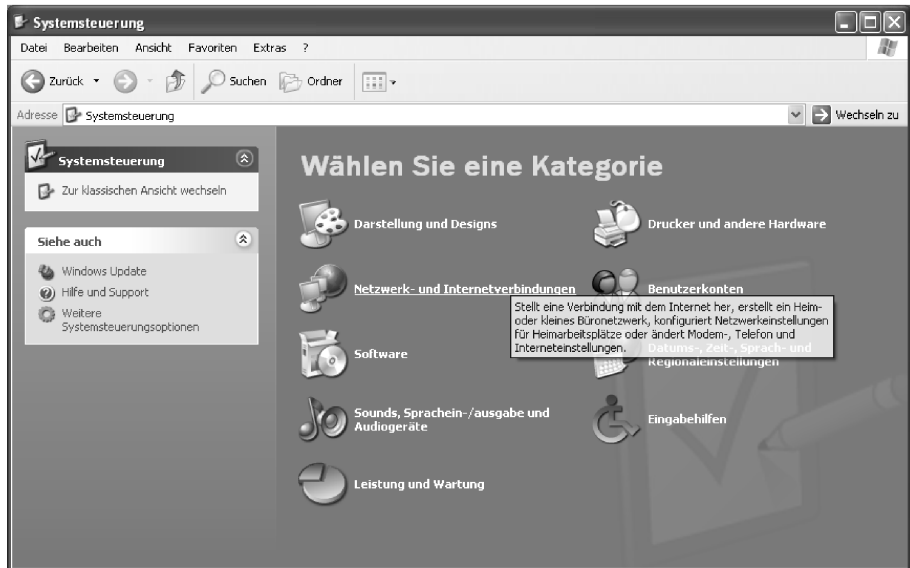 Systemsteuerung
Datei Bearbeiten Ansicht Favoriten Extras ?
Zurück Suchen Ordner
Adresse Systemsteuerung Wechseln zu
Systemsteuerung
Zur klassischen Ansicht wechseln
Siehe auch
Windows Update
Hilfe und Support
Weitere
Systemsteuerungsoptionen
Wählen Sie eine Kategorie
Darstellung und Designs
Drucker und andere Hardware
Netzwerk- und Internetverbindungen
Benutzerkonten
Stellt eine Verbindung mit dem Internet her, erstellt ein Heim-
oder kleines Büronetzwerk, konfiguriert Netzwerkeinstellungen
für Heimarbeitsplätze oder ändert Modem-, Telefon und
Interneteinstellungen.
Software
Datums-, Zeit-, Sprach- und
Regionaleinstellungen
Sounds, Sprachein-/ausgabe und
Audiogeräte
Eingabehilfen
Leistung und Wartung